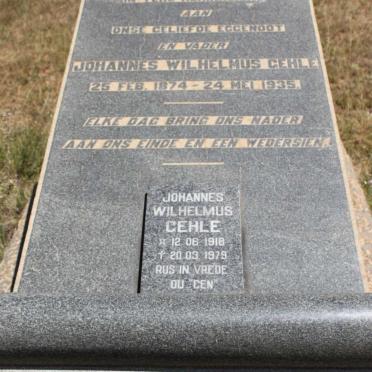 AAN
ONSE GELIEFDE EGGENOOT
EN VADER
JOHANNES WILHELMUS GEHLE
25 FEB. 1874 - 24 MEI 1935.
ELKE DAG BRING ONS NADER
AAN ONS EINDE EN EEN WEDERSIEN.
JOHANNES
WILHELMUS
GEHLE
* 12.06.1918
† 20.03.1979
RUS IN VREDE
OU "GEN"